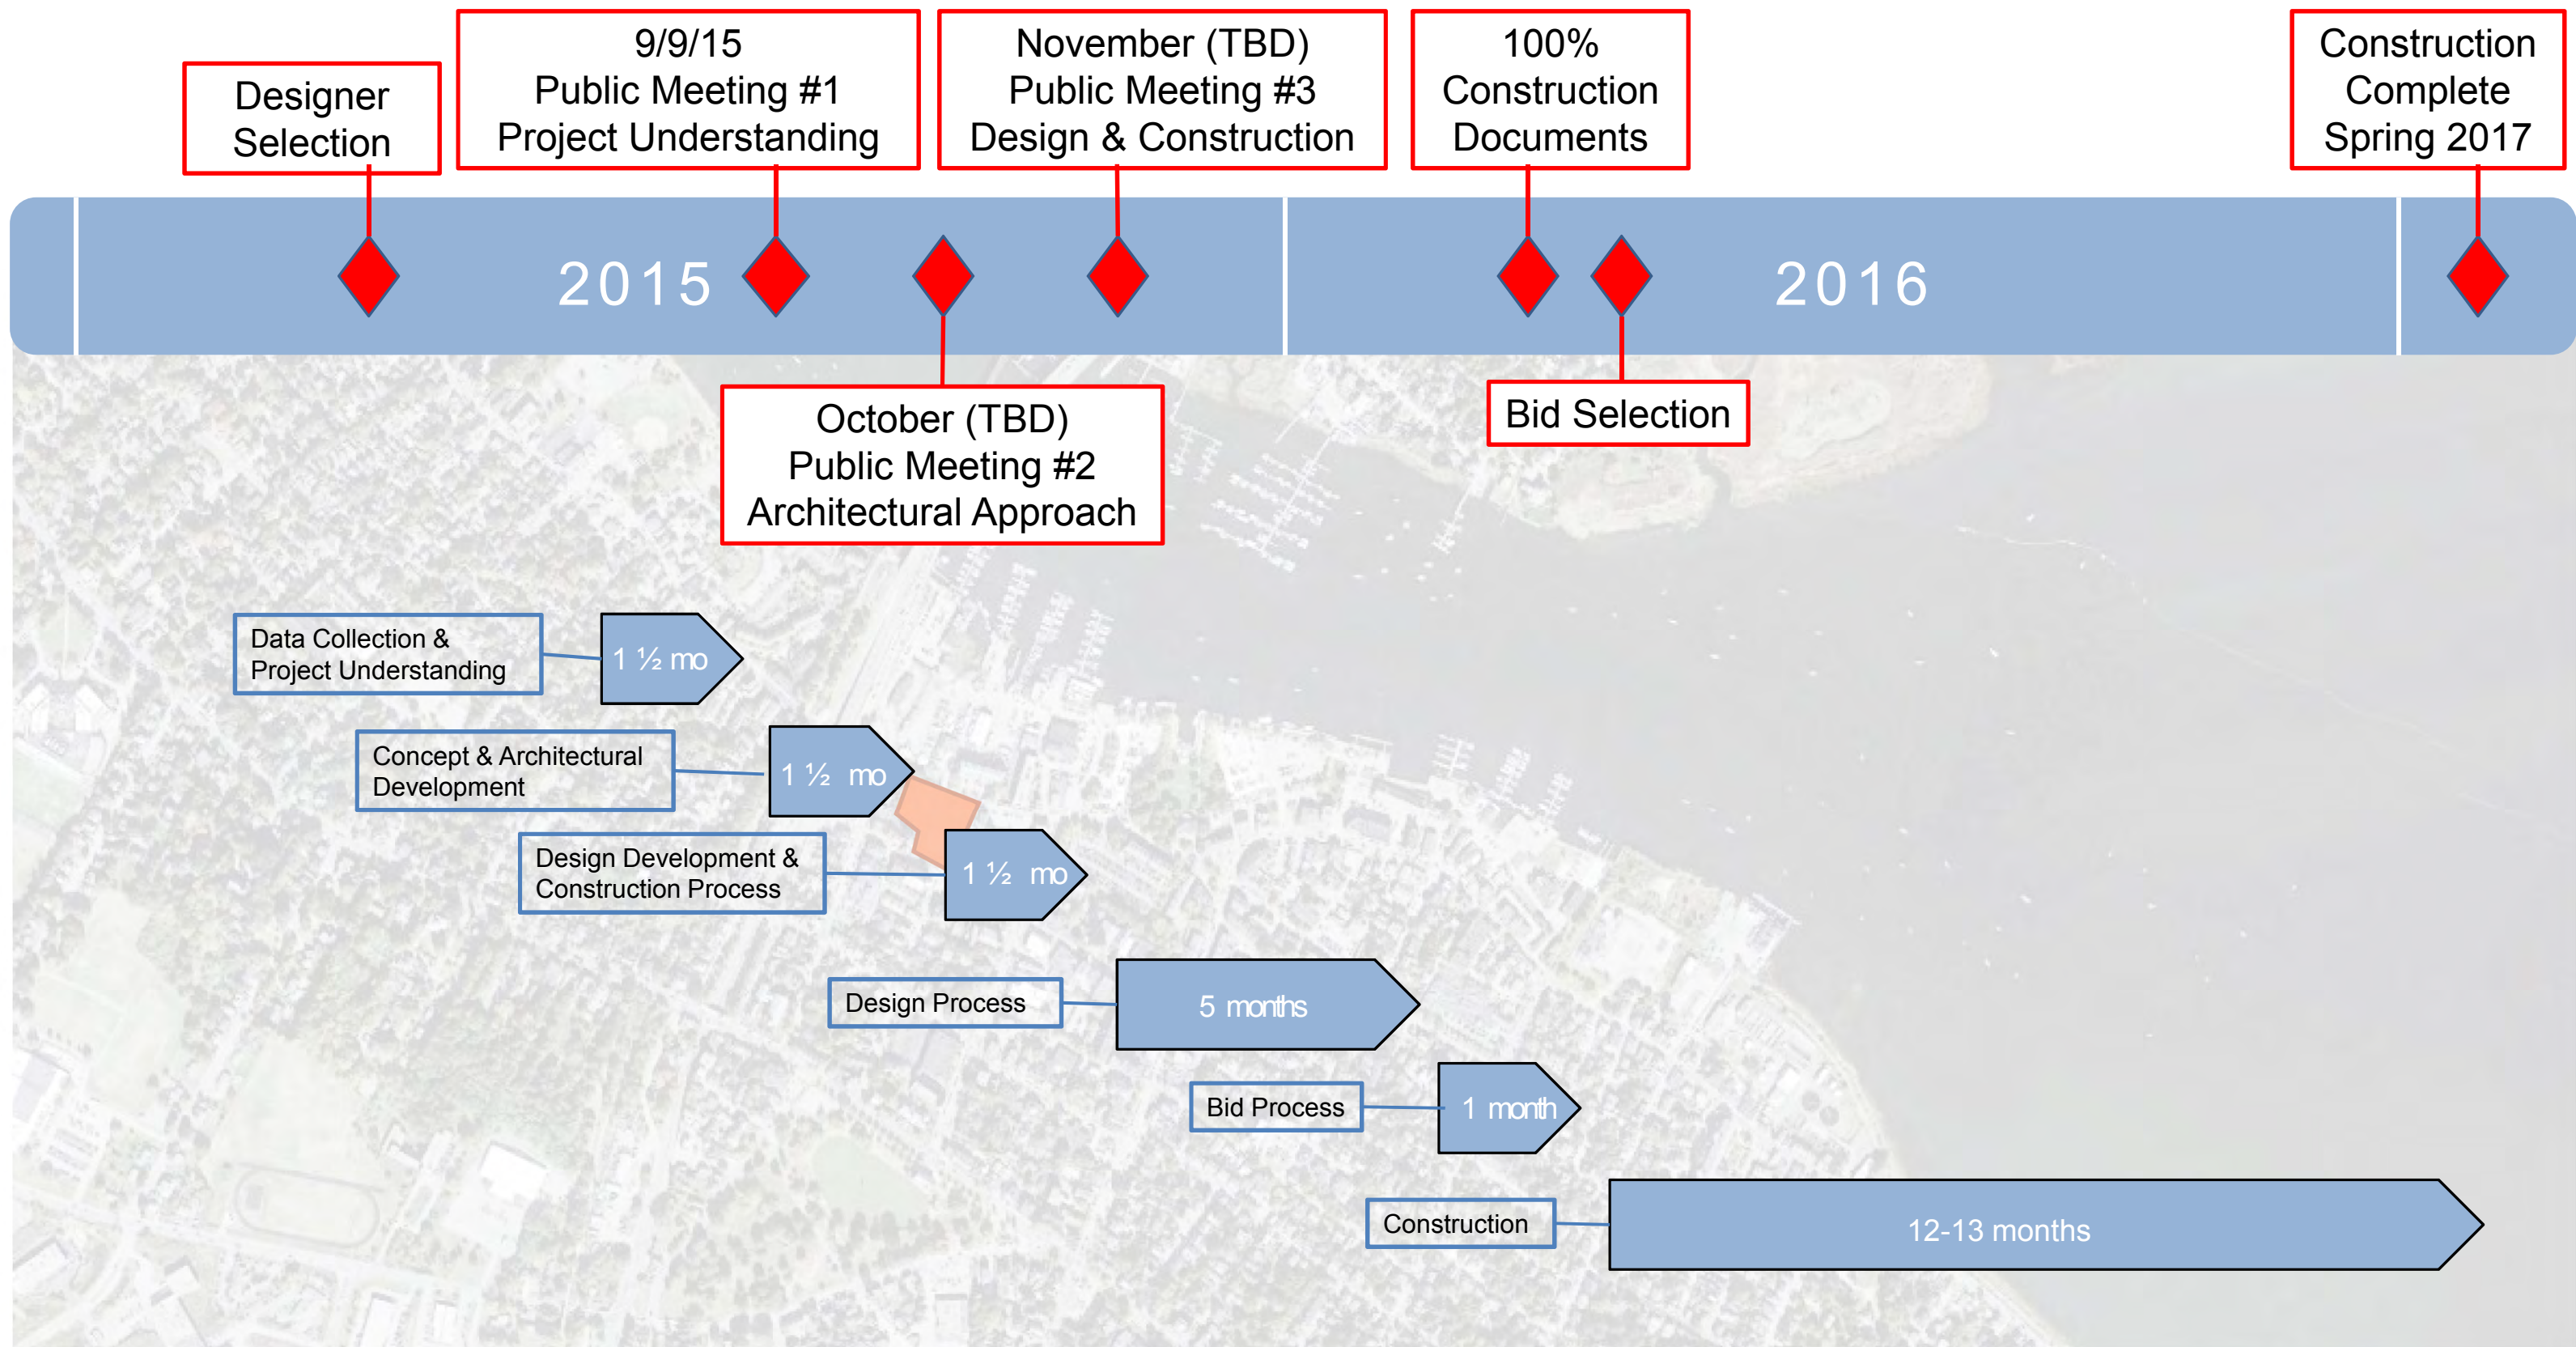 Designer
Selection
9/9/15
Public Meeting #1
Project Understanding
November (TBD)
Public Meeting #3
Design & Construction
100%
Construction
Documents
Construction
Complete
Spring 2017
2015
2016
October (TBD)
Public Meeting #2
Architectural Approach
Bid Selection
Data Collection &
Project Understanding
1 ½ mo
Concept & Architectural
Development
1 ½ mo
Design Development &
Construction Process
1 ½ mo
Design Process
5 months
Bid Process
1 month
Construction
12-13 months